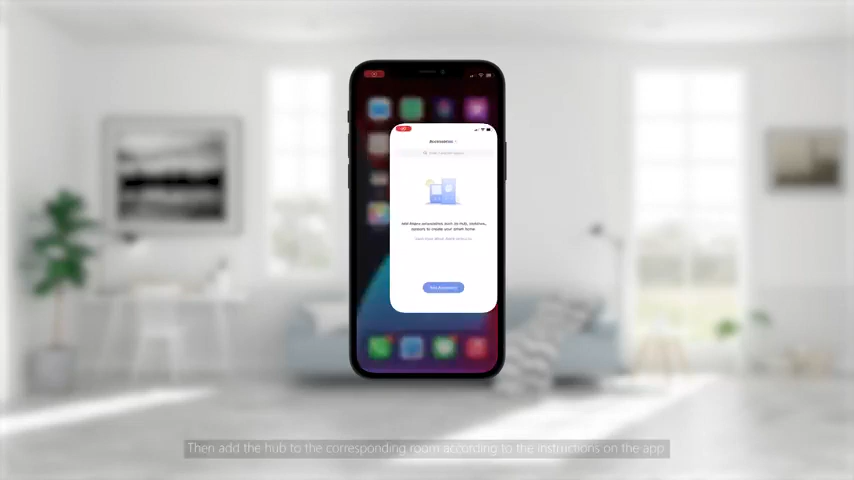 Accessories
Add Aqara accessories such as hub, switches,
sensors to create your smart home.
Add Accessory
Then add the hub to the corresponding room according to the instructions on the app